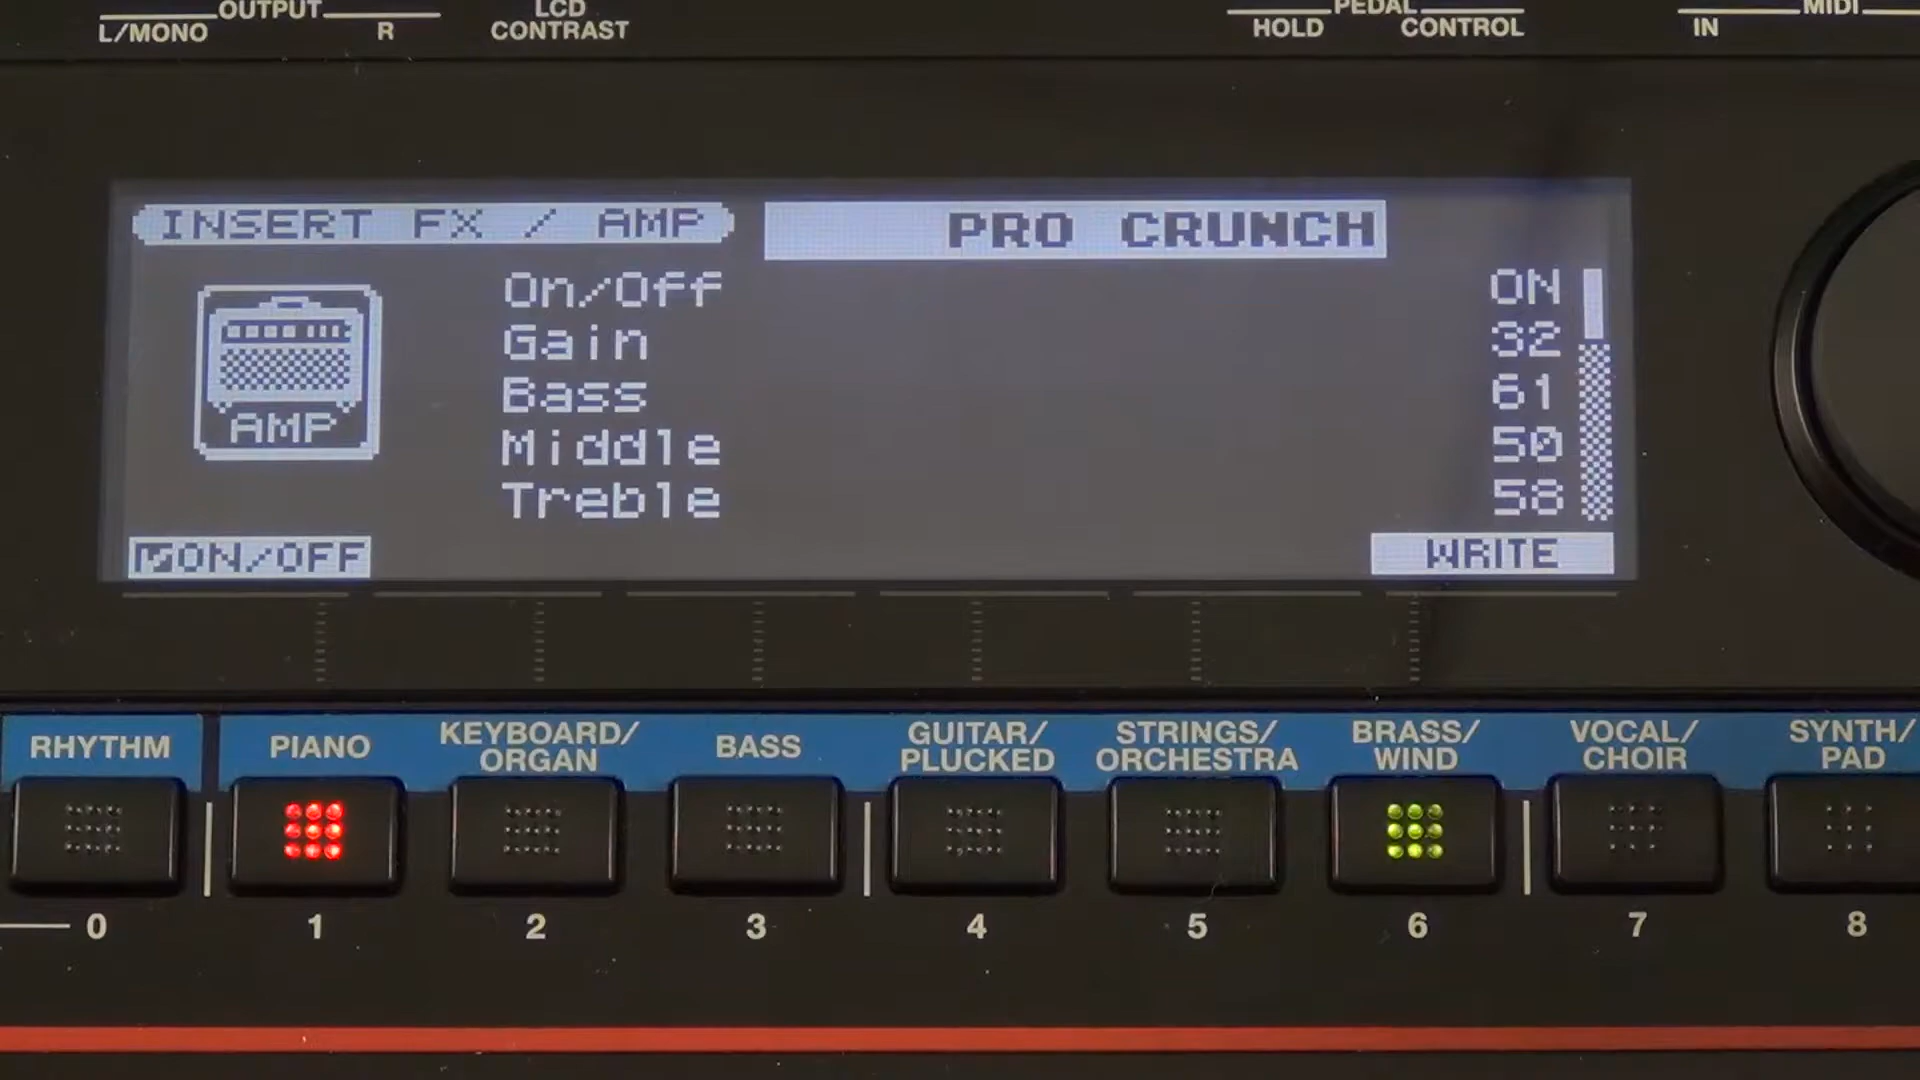 OUTPUT
L/MONO R
LCD
CONTRAST
PEDAL
HOLD CONTROL
MIDI
IN
INSERT FX / AMP
PRO CRUNCH
AMP
On/Off ON
Gain 32
Bass 61
Middle 50
Treble 58
ON/OFF
WRITE
RHYTHM
PIANO
KEYBOARD/
ORGAN
BASS
GUITAR/
PLUCKED
STRINGS/
ORCHESTRA
BRASS/
WIND
VOCAL/
CHOIR
SYNTH/
PAD
0 1 2 3 4 5 6 7 8